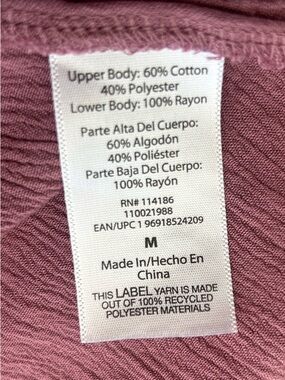 Upper Body: 60% Cotton
40% Polyester
Lower Body: 100% Rayon
Parte Alta Del Cuerpo:
60% Algodón
40% Poliéster
Parte Baja Del Cuerpo:
100% Rayón
RN# 114186
110021988
EAN/UPC 1 96918524209
M
Made In/Hecho En
China
THIS LABEL YARN IS MADE
OUT OF 100% RECYCLED
POLYESTER MATERIALS